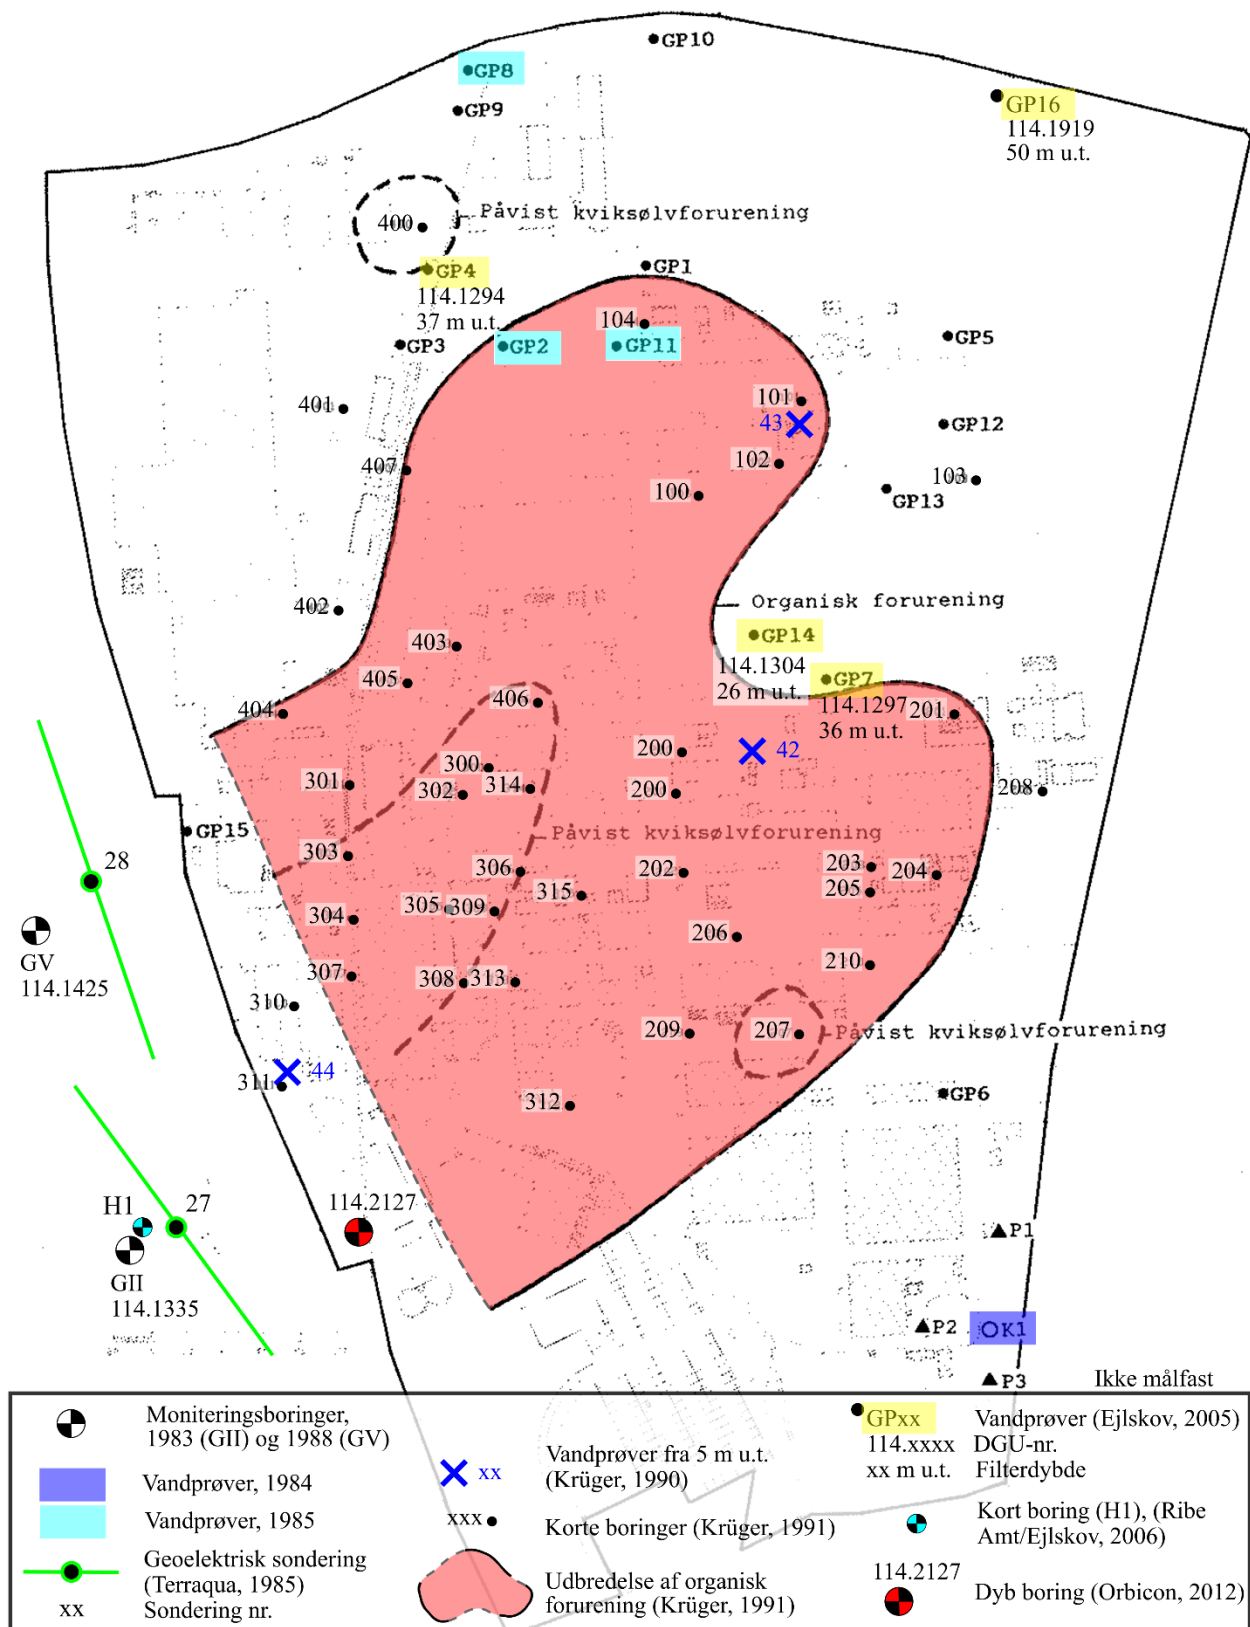 GP10
GP8
GP9
GP16
114.1919
50 m u.t.
Påvist kviksølvforurening
400
GP4
114.1294
37 m u.t.
GP1
104
GP3
GP2
GP11
GP5
401
101
43
GP12
407
102
100
103
GP13
402
Organisk forurening
403
GP14
114.1304
26 m u.t.
405
GP7
114.1297
36 m u.t.
406
404
201
200
42
300
301
302
314
200
208
GP15
Påvist kviksølvforurening
28
303
306
202
203
204
315
205
305
309
304
GV
114.1425
206
210
307
308
313
310
209
207
Påvist kviksølvforurening
44
311
312
GP6
H1
27
114.2127
P1
GII
114.1335
P2
K1
P3
Ikke målfast
Moniteringsboringer,
1983 (GII) og 1988 (GV)
Vandprøver, 1984
Vandprøver, 1985
Geoelektrisk sondering
(Terraqua, 1985)
xx
Sondering nr.
xx
Vandprøver fra 5 m u.t.
(Krüger, 1990)
xxx
Korte boringer (Krüger, 1991)
Udbredelse af organisk
forurening (Krüger, 1991)
GPxx
Vandprøver (Ejlskov, 2005)
114.xxxx
DGU-nr.
xx m u.t.
Filterdybde
Kort boring (H1), (Ribe
Amt/Ejlskov, 2006)
114.2127
Dyb boring (Orbicon, 2012)